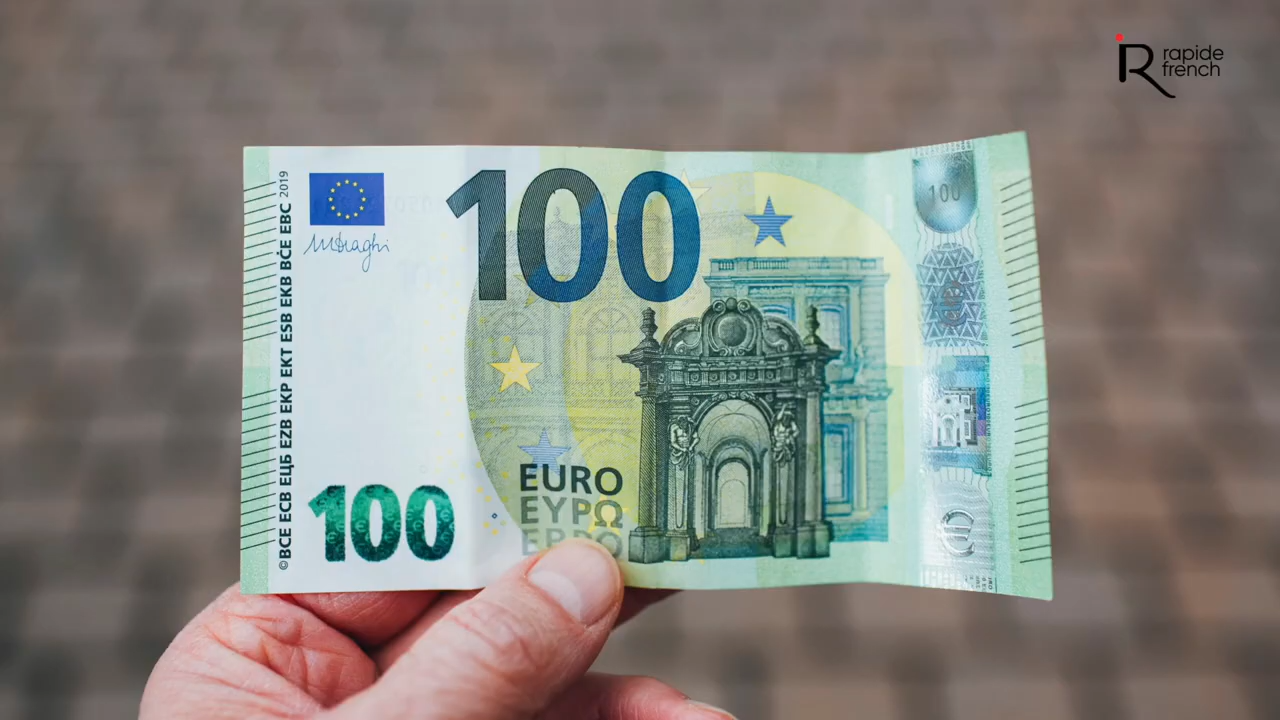 rapide
french
©BCE ECB ЕЦБ EZB EKP EKT ESB EKB BĊE EBC 2019
MDraghi
100
100
EURO
ΕΥΡΩ
ЕВРО
100
€
€